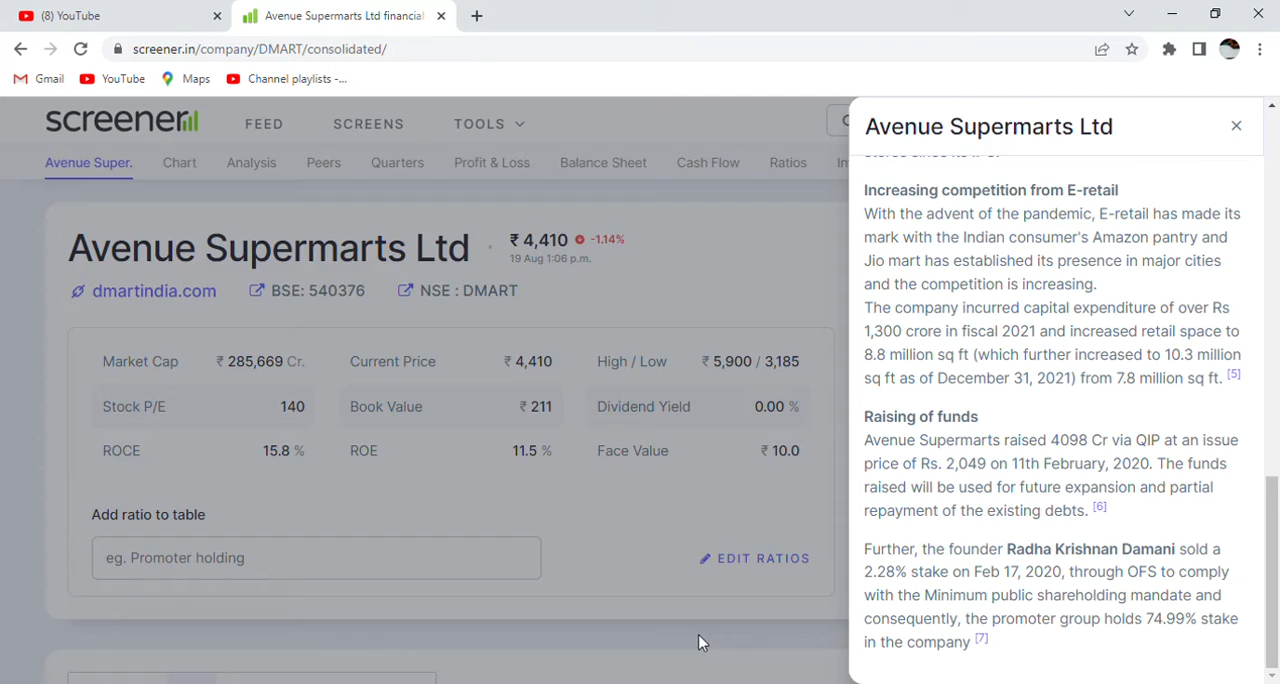 (8) YouTube
Avenue Supermarts Ltd financial
screener.in/company/DMART/consolidated/
Gmail YouTube Maps Channel playlists -...
screener FEED SCREENS TOOLS
Avenue Super. Chart Analysis Peers Quarters Profit & Loss Balance Sheet Cash Flow Ratios
Avenue Supermarts Ltd ₹ 4,410 -1.14%
19 Aug 1:06 p.m.
dmartindia.com BSE: 540376 NSE : DMART
Market Cap ₹ 285,669 Cr. Current Price ₹ 4,410 High / Low ₹ 5,900 / 3,185
Stock P/E 140 Book Value ₹ 211 Dividend Yield 0.00 %
ROCE 15.8 % ROE 11.5 % Face Value ₹ 10.0
Add ratio to table
eg. Promoter holding EDIT RATIOS
Avenue Supermarts Ltd
Increasing competition from E-retail
With the advent of the pandemic, E-retail has made its
mark with the Indian consumer's Amazon pantry and
Jio mart has established its presence in major cities
and the competition is increasing.
The company incurred capital expenditure of over Rs
1,300 crore in fiscal 2021 and increased retail space to
8.8 million sq ft (which further increased to 10.3 million
sq ft as of December 31, 2021) from 7.8 million sq ft. [5]
Raising of funds
Avenue Supermarts raised 4098 Cr via QIP at an issue
price of Rs. 2,049 on 11th February, 2020. The funds
raised will be used for future expansion and partial
repayment of the existing debts. [6]
Further, the founder Radha Krishnan Damani sold a
2.28% stake on Feb 17, 2020, through OFS to comply
with the Minimum public shareholding mandate and
consequently, the promoter group holds 74.99% stake
in the company [7]